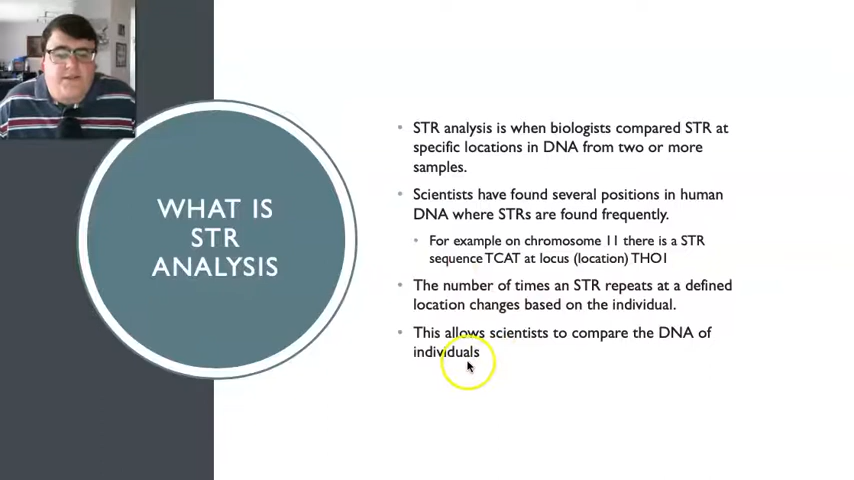 WHAT IS
STR
ANALYSIS
STR analysis is when biologists compared STR at
specific locations in DNA from two or more
samples.
Scientists have found several positions in human
DNA where STRs are found frequently.
For example on chromosome 11 there is a STR
sequence TCAT at locus (location) THO1
The number of times an STR repeats at a defined
location changes based on the individual.
This allows scientists to compare the DNA of
individuals